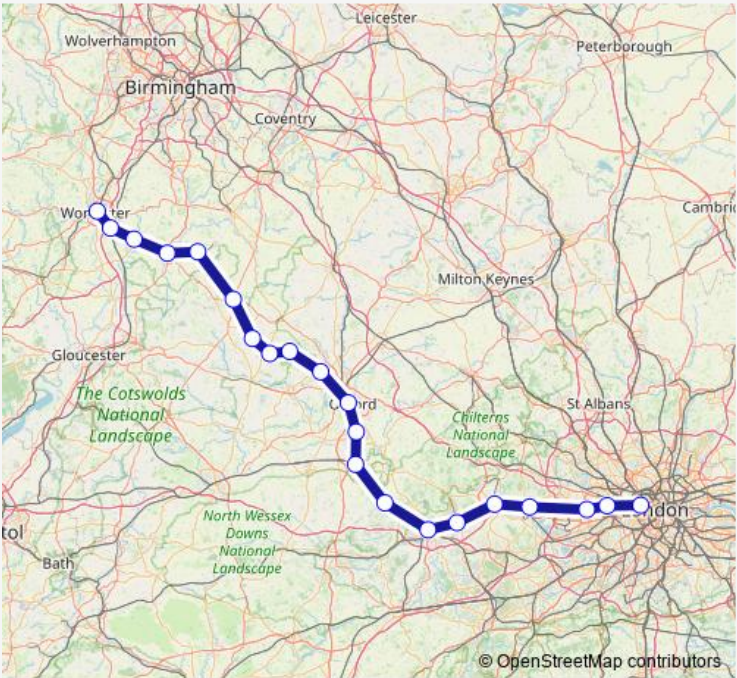 Leicester
Wolverhampton
Peterborough
Birmingham
Coventry
Milton Keynes
Gloucester
The Cotswolds
National
Landscape
St Albans
Chilterns
National
Landscape
North Wessex
Downs
National
Landscape
tol
Bath
© OpenStreetMap contributors